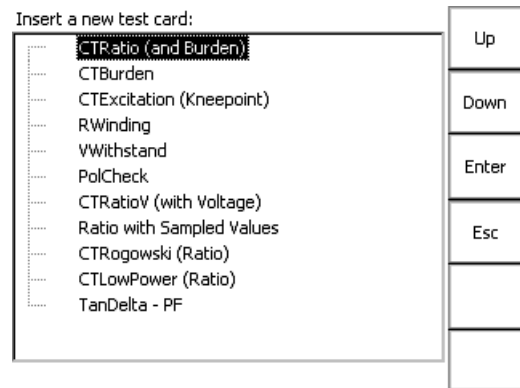 Insert a new test card:
CTRatio (and Burden)
CTBurden
CTExcitation (Kneepoint)
RWinding
VWithstand
PolCheck
CTRatioV (with Voltage)
Ratio with Sampled Values
CTRogowski (Ratio)
CTLowPower (Ratio)
TanDelta - PF
Up
Down
Enter
Esc